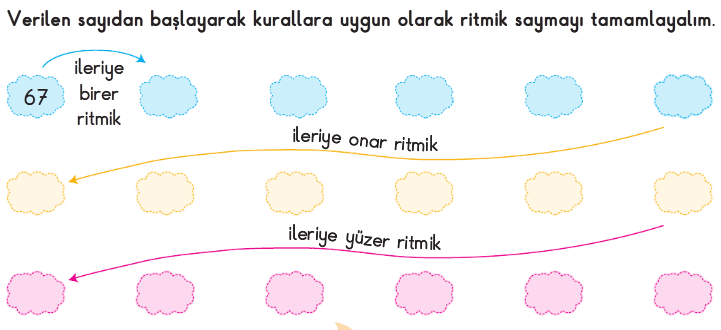 Verilen sayıdan başlayarak kurallara uygun olarak ritmik saymayı tamamlayalım.
67
ileriye
birer
ritmik
ileriye onar ritmik
ileriye yüzer ritmik